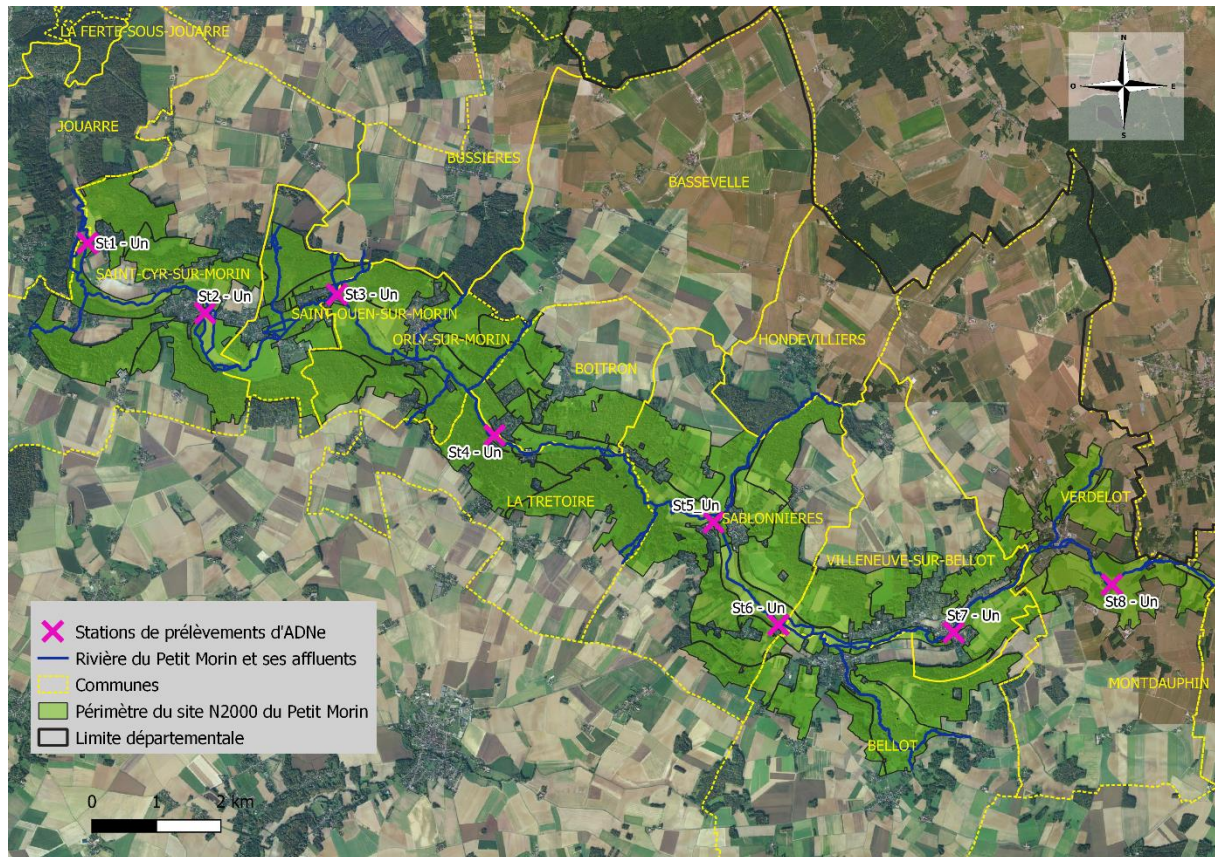 LA FERTE-SOUS-JOUARRE
N
O
E
S
JOUARRE
BUSSIERES
BASSEVELLE
St1 - Un
SAINT-CYR-SUR-MORIN
St2 - Un
St3 - Un
SAINT-OUEN-SUR-MORIN
ORLY-SUR-MORIN
HONDEVILLIERS
BOITRON
St4 - Un
LA TRETOIRE
St5_Un
SABLONNIERES
VERDELOT
VILLENEUVE-SUR-BELLOT
St6 - Un
St7 - Un
St8 - Un
MONTDAUPHIN
BELLOT
Stations de prélèvements d'ADNe
Rivière du Petit Morin et ses affluents
Communes
Périmètre du site N2000 du Petit Morin
Limite départementale
0 1 2 km